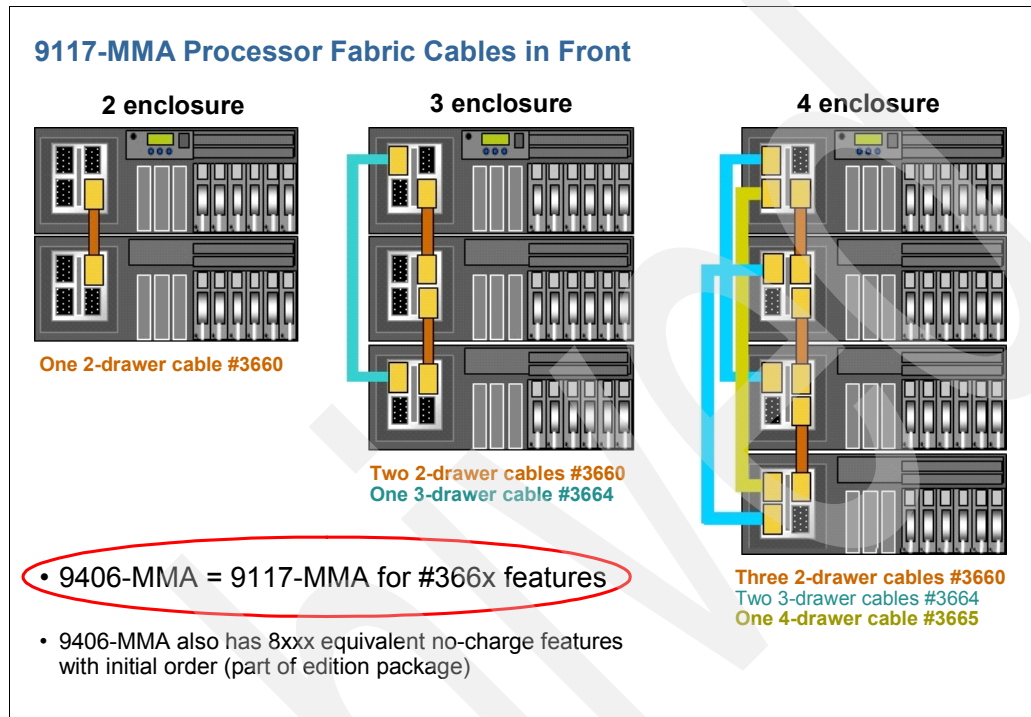 9117-MMA Processor Fabric Cables in Front
2 enclosure
3 enclosure
4 enclosure
One 2-drawer cable #3660
Two 2-drawer cables #3660
One 3-drawer cable #3664
Three 2-drawer cables #3660
Two 3-drawer cables #3664
One 4-drawer cable #3665
• 9406-MMA = 9117-MMA for #366x features
• 9406-MMA also has 8xxx equivalent no-charge features
with initial order (part of edition package)